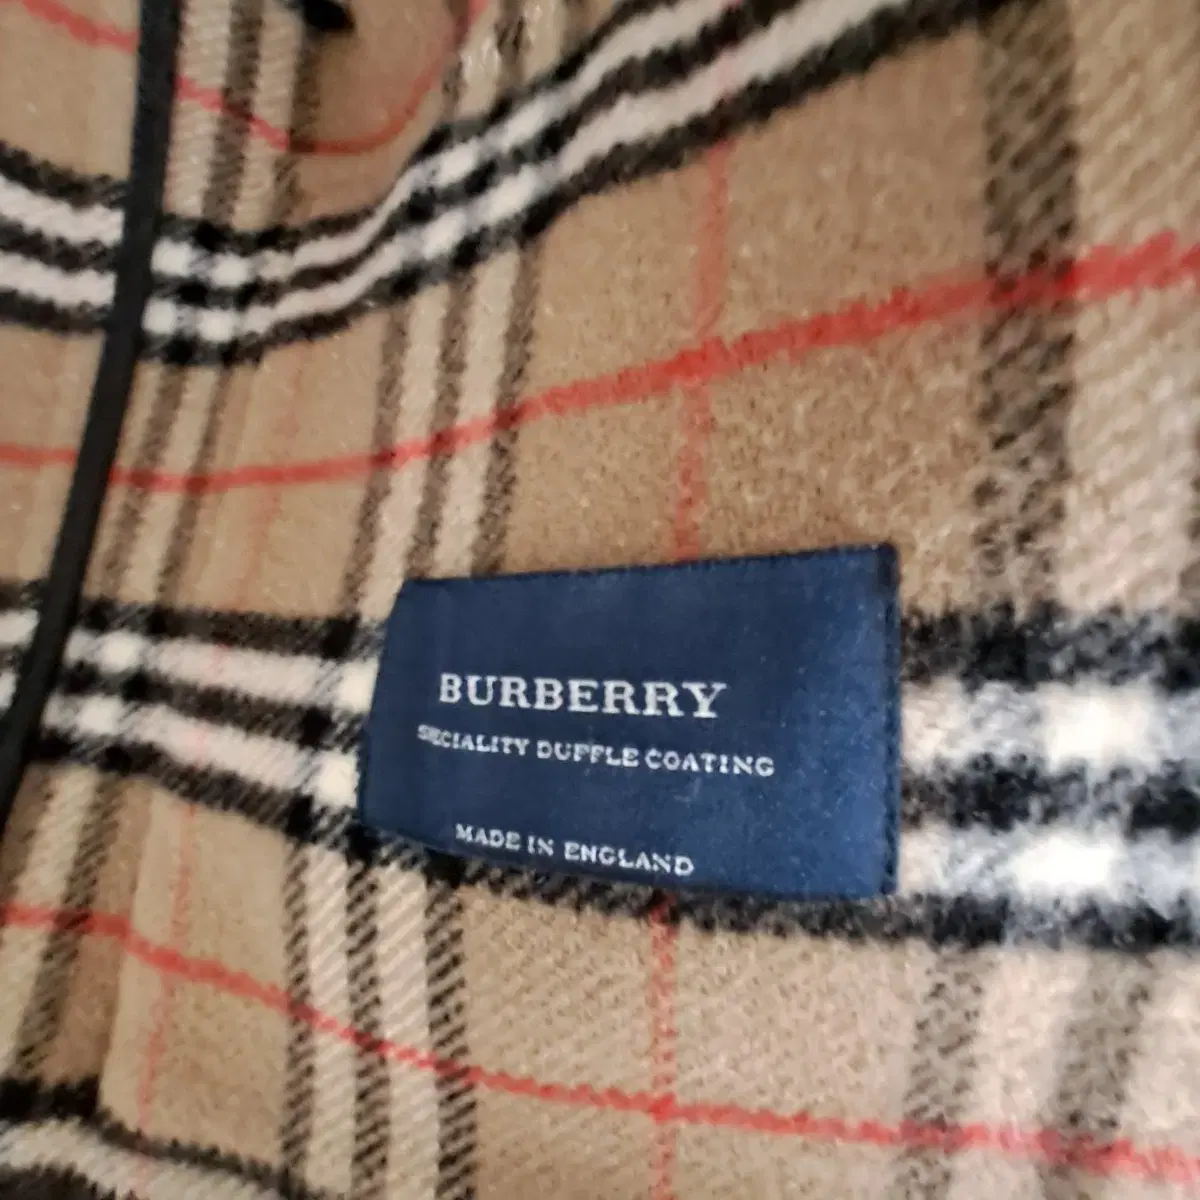 BURBERRY
SPECIALITY DUFFLE COATING
MADE IN ENGLAND